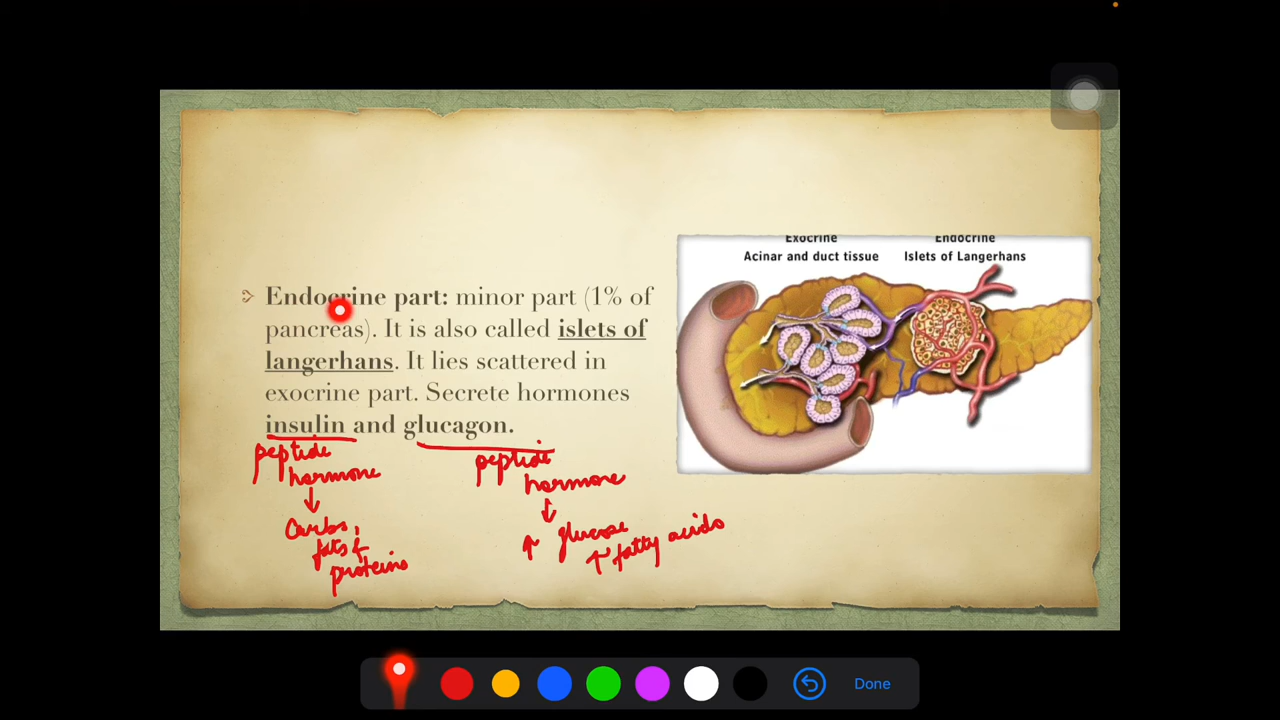 Exocrine
Endocrine
Acinar and duct tissue
Islets of Langerhans
Endocrine part: minor part (1% of
pancreas). It is also called islets of
langerhans. It lies scattered in
exocrine part. Secrete hormones
insulin and glucagon.
peptide
hormone
↓
Carbs,
fats &
proteins
peptide
hormone
↓
↑ glucose
↑ fatty acids
Done